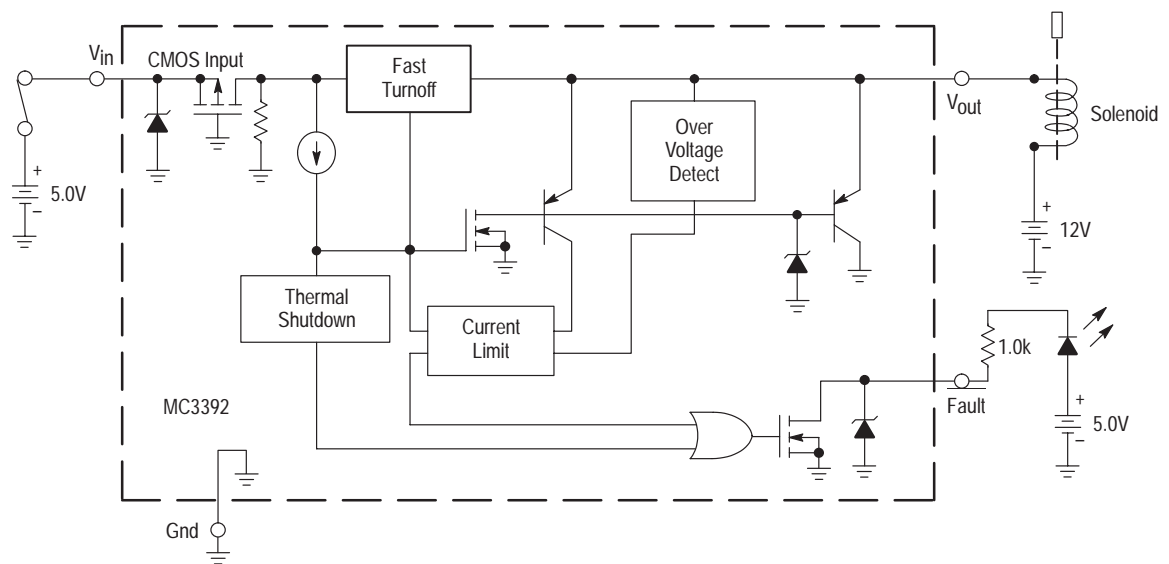 Vin
CMOS Input
Fast
Turnoff
Vout
Solenoid
Over
Voltage
Detect
+
5.0V
−
+
12V
−
Thermal
Shutdown
Current
Limit
1.0k
MC3392
Fault
+
5.0V
−
Gnd